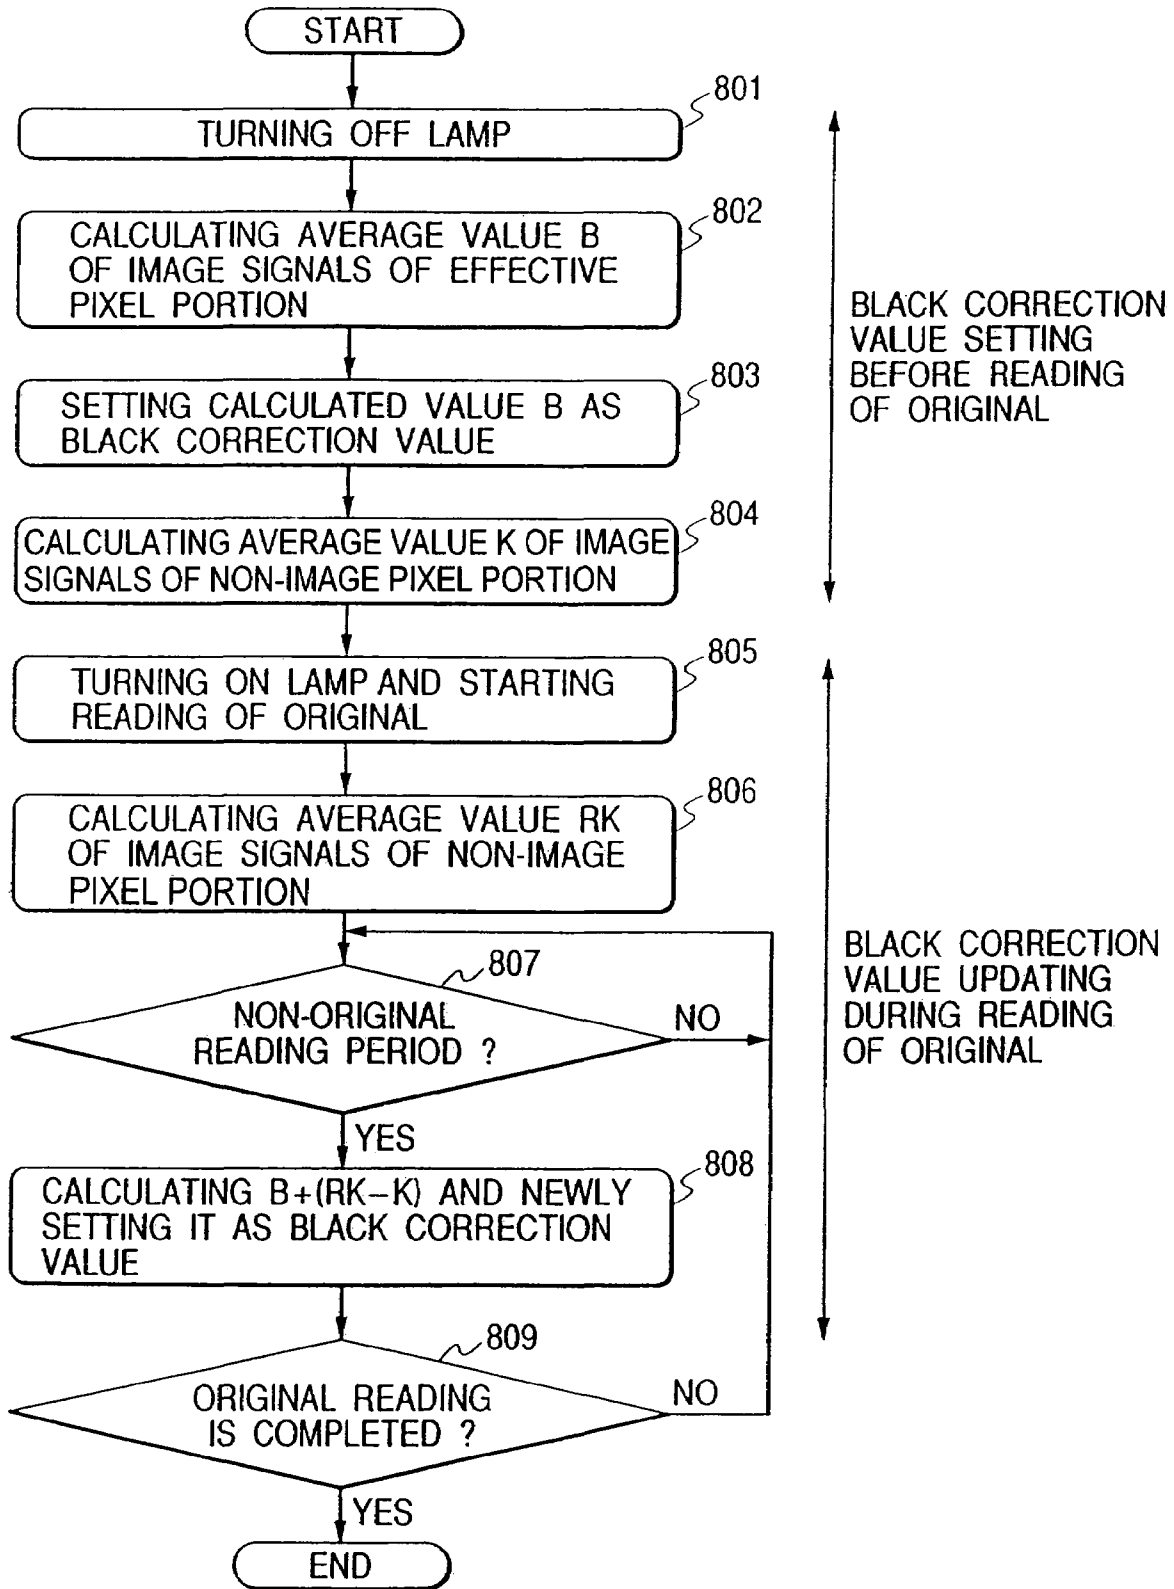 START
801
TURNING OFF LAMP
802
CALCULATING AVERAGE VALUE B
OF IMAGE SIGNALS OF EFFECTIVE
PIXEL PORTION
803
SETTING CALCULATED VALUE B AS
BLACK CORRECTION VALUE
804
CALCULATING AVERAGE VALUE K OF IMAGE
SIGNALS OF NON-IMAGE PIXEL PORTION
BLACK CORRECTION
VALUE SETTING
BEFORE READING
OF ORIGINAL
805
TURNING ON LAMP AND STARTING
READING OF ORIGINAL
806
CALCULATING AVERAGE VALUE RK
OF IMAGE SIGNALS OF NON-IMAGE
PIXEL PORTION
807
NON-ORIGINAL
READING PERIOD ?
NO
YES
808
CALCULATING B+(RK-K) AND NEWLY
SETTING IT AS BLACK CORRECTION
VALUE
BLACK CORRECTION
VALUE UPDATING
DURING READING
OF ORIGINAL
809
ORIGINAL READING
IS COMPLETED ?
NO
YES
END